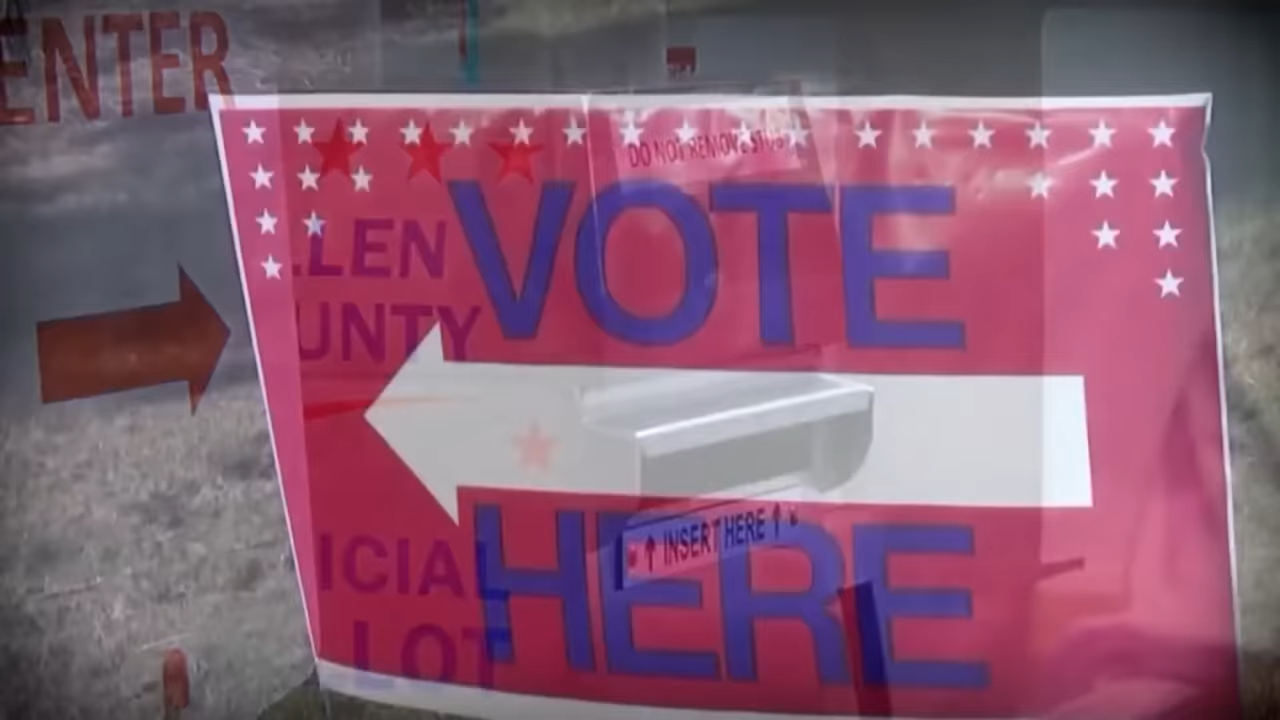 ENTER
DO NOT REMOVE STUB
VOTE
LLEN
UNTY
INSERT HERE
HERE
ICIAL
LOT